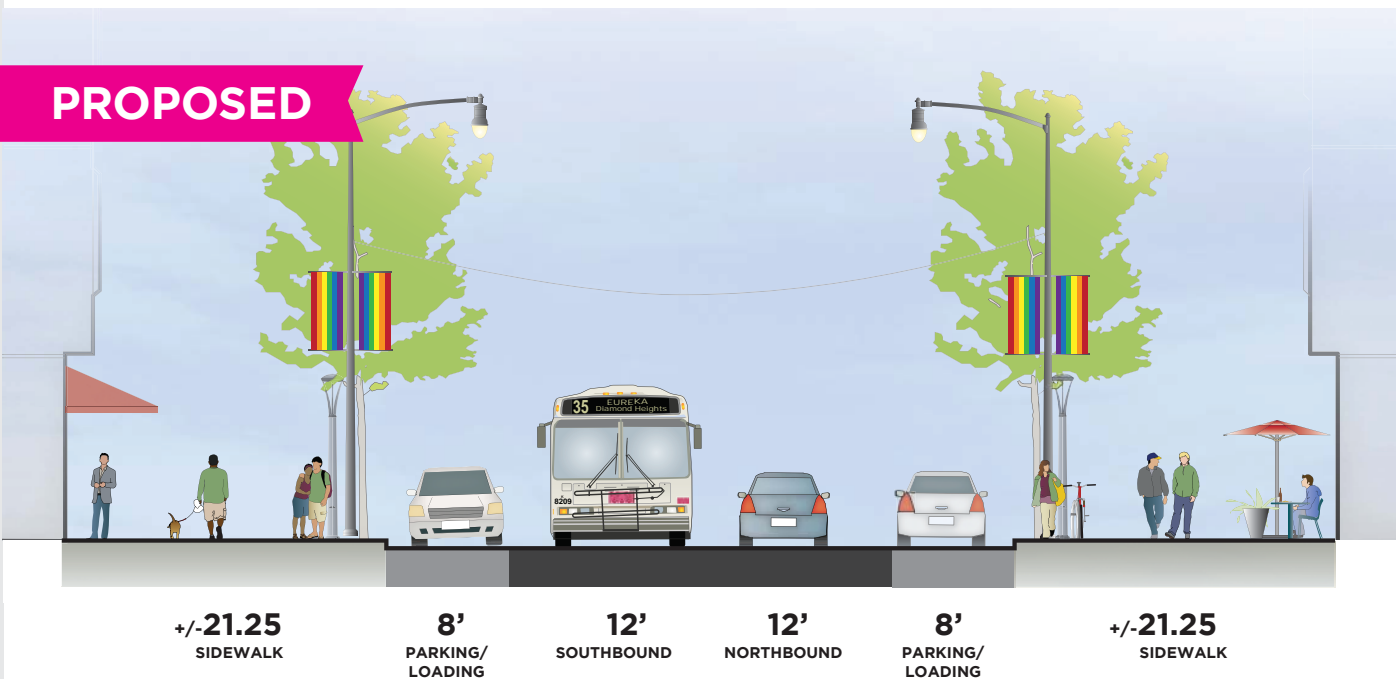 PROPOSED
35 EUREKA
Diamond Heights
8209
+/-21.25
SIDEWALK
8’
PARKING/
LOADING
12’
SOUTHBOUND
12’
NORTHBOUND
8’
PARKING/
LOADING
+/-21.25
SIDEWALK